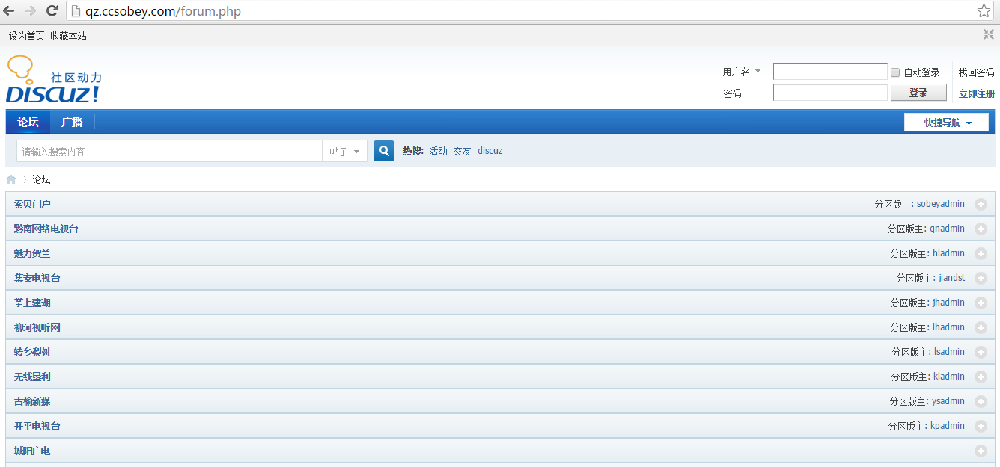 qz.ccsobey.com/forum.php
设为首页 收藏本站
社区动力
DISCUZ!
用户名 自动登录 找回密码
密码 登录 立即注册
论坛 广播 快捷导航
请输入搜索内容 帖子 热搜: 活动 交友 discuz
论坛
索贝门户 分区版主: sobeyadmin
黔南网络电视台 分区版主: qnadmin
魅力贺兰 分区版主: hladmin
集安电视台 分区版主: jiandst
掌上建湖 分区版主: jhadmin
柳河视听网 分区版主: lhadmin
转乡梨树 分区版主: lsadmin
无线垦利 分区版主: kladmin
古榆新媒 分区版主: ysadmin
开平电视台 分区版主: kpadmin
城阳广电